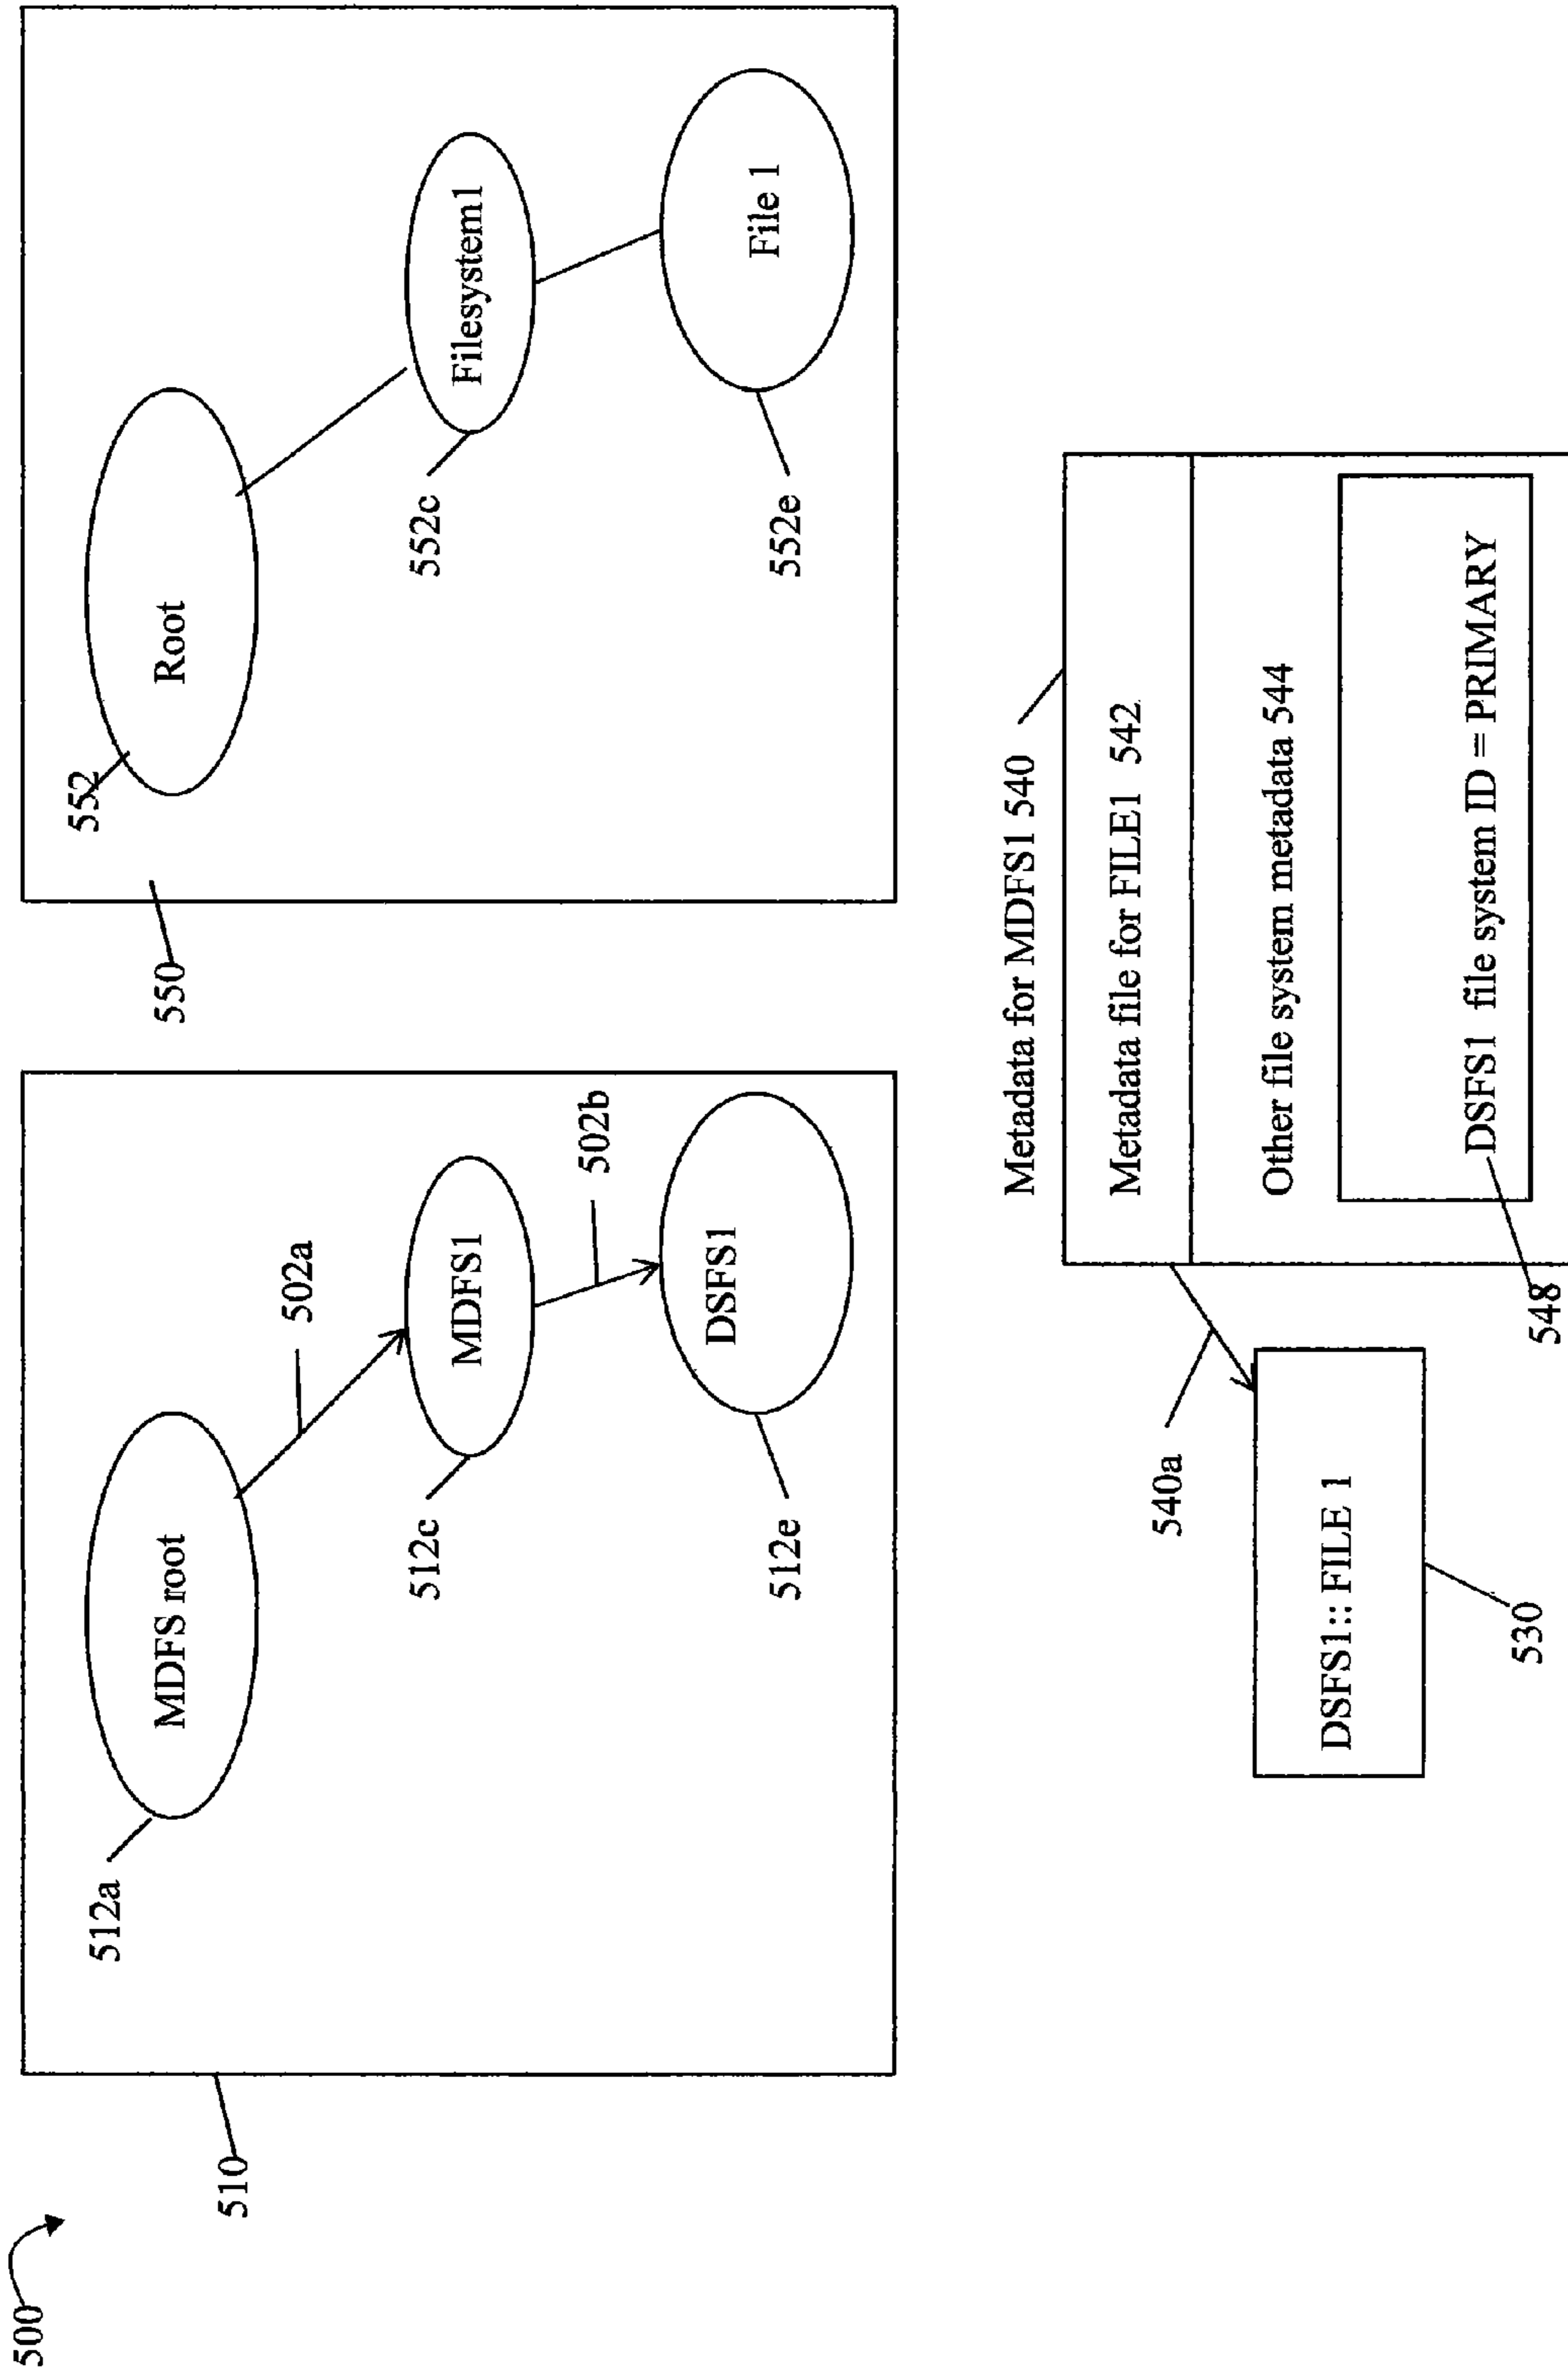 500
510
512a
MDFS root
502a
512c
MDFS1
502b
512e
DSFS1
550
552
Root
552c
Filesystem1
552e
File 1
Metadata for MDFS1 540
Metadata file for FILE1 542
Other file system metadata 544
DSFS1 file system ID = PRIMARY
548
540a
DSFS1:: FILE 1
530